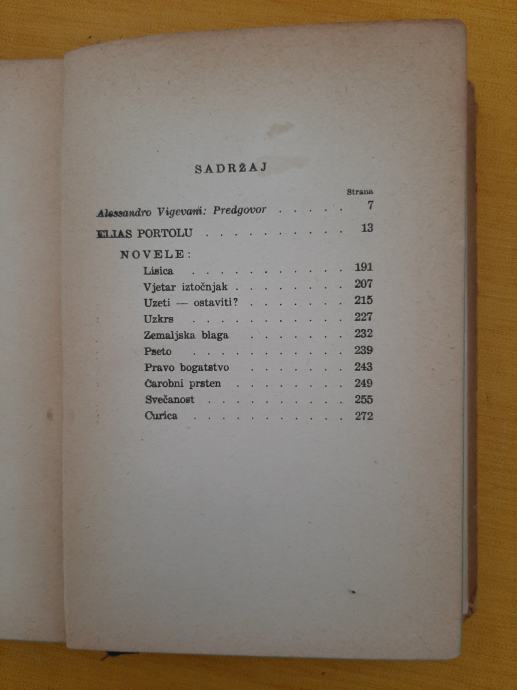 SADRŽAJ
Strana
Alessandro Vigevani: Predgovor . . . . . 7
ELIAS PORTOLU . . . . . . . . . . 13
NOVELE:
Lisica . . . . . . . . . . 191
Vjetar iztočnjak . . . . . . . . 207
Uzeti — ostaviti? . . . . . . . 215
Uzkrs . . . . . . . . . . 227
Zemaljska blaga . . . . . . . . 232
Pseto . . . . . . . . . . 239
Pravo bogatstvo . . . . . . . . 243
Čarobni prsten . . . . . . . . 249
Svečanost . . . . . . . . . 255
Curica . . . . . . . . . . 272